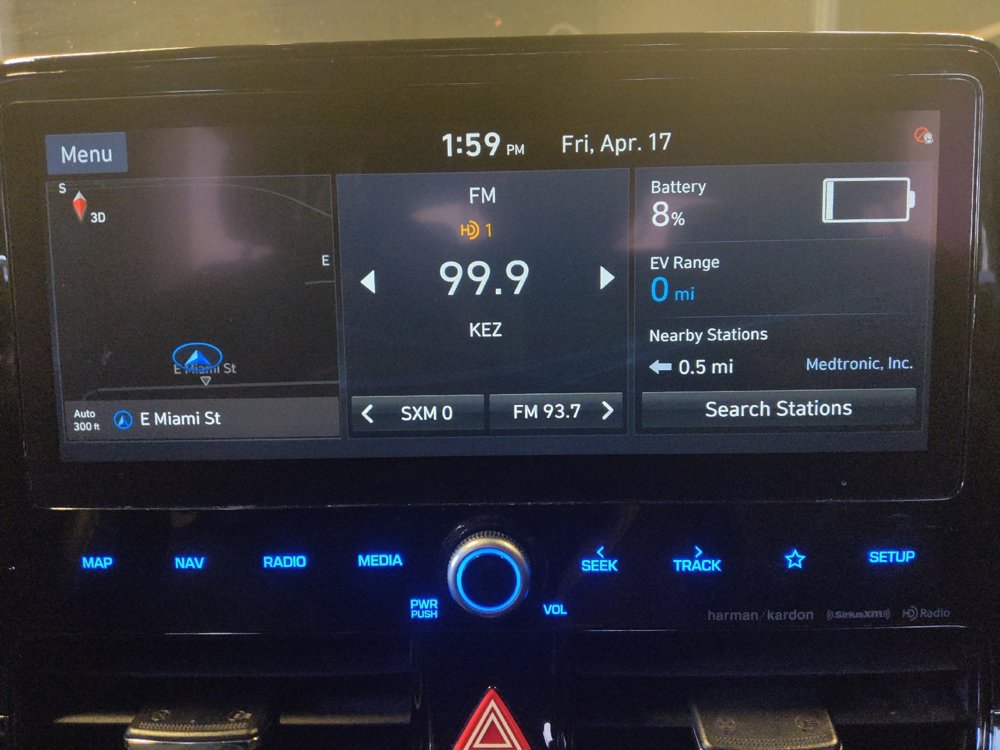 Menu
1:59 PM Fri, Apr. 17
S
3D
E
E Miami St
Auto
300 ft
E Miami St
FM
HD 1
99.9
KEZ
SXM 0
FM 93.7
Battery
8%
EV Range
0 mi
Nearby Stations
0.5 mi Medtronic, Inc.
Search Stations
MAP NAV RADIO MEDIA
PWR
PUSH
VOL
SEEK TRACK SETUP
harman/kardon ((SiriusXM)) HD Radio